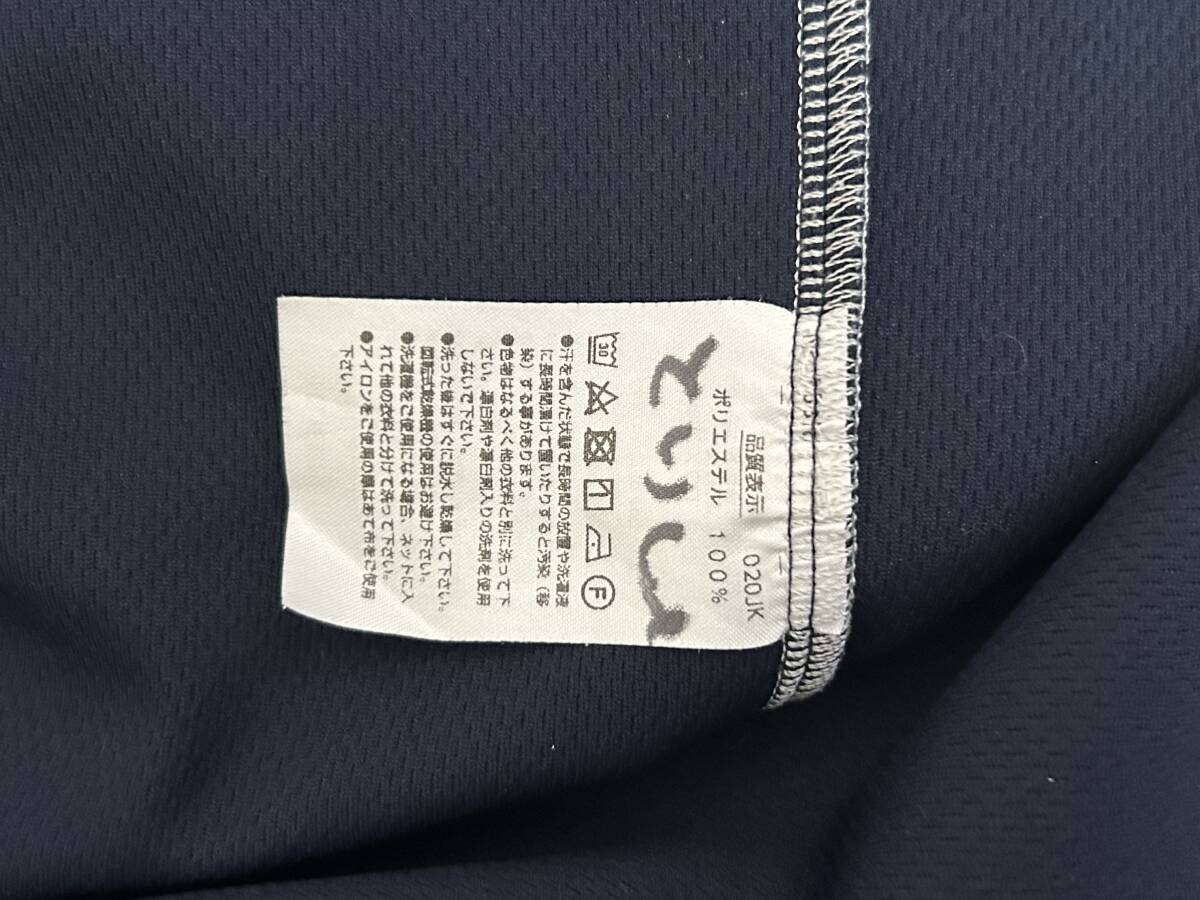 品質表示 020JK
ポリエステル 100%
30
F
●汗を含んだ状態で長時間の放置や洗濯液
に長時間漬けて置いたりすると汚染（移
染）する事があります。
●色物はなるべく他の衣料と別に洗って下
さい。漂白剤や漂白剤入りの洗剤を使用
しないで下さい。
●洗った後はすぐに脱水し乾燥して下さい。
回転式乾燥機の使用はお避け下さい。
●洗濯機をご使用になる場合、ネットに入
れて他の衣料と分けて洗って下さい。
●アイロンをご使用の際はあて布をご使用
下さい。